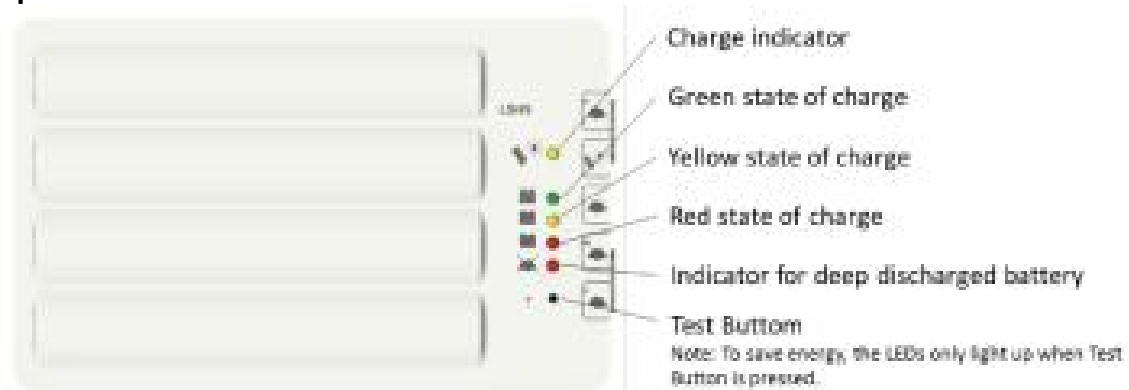 Charge indicator
Green state of charge
Yellow state of charge
Red state of charge
Indicator for deep discharged battery
Test Buttom
Note: To save energy, the LEDs only light up when Test
Button is pressed.